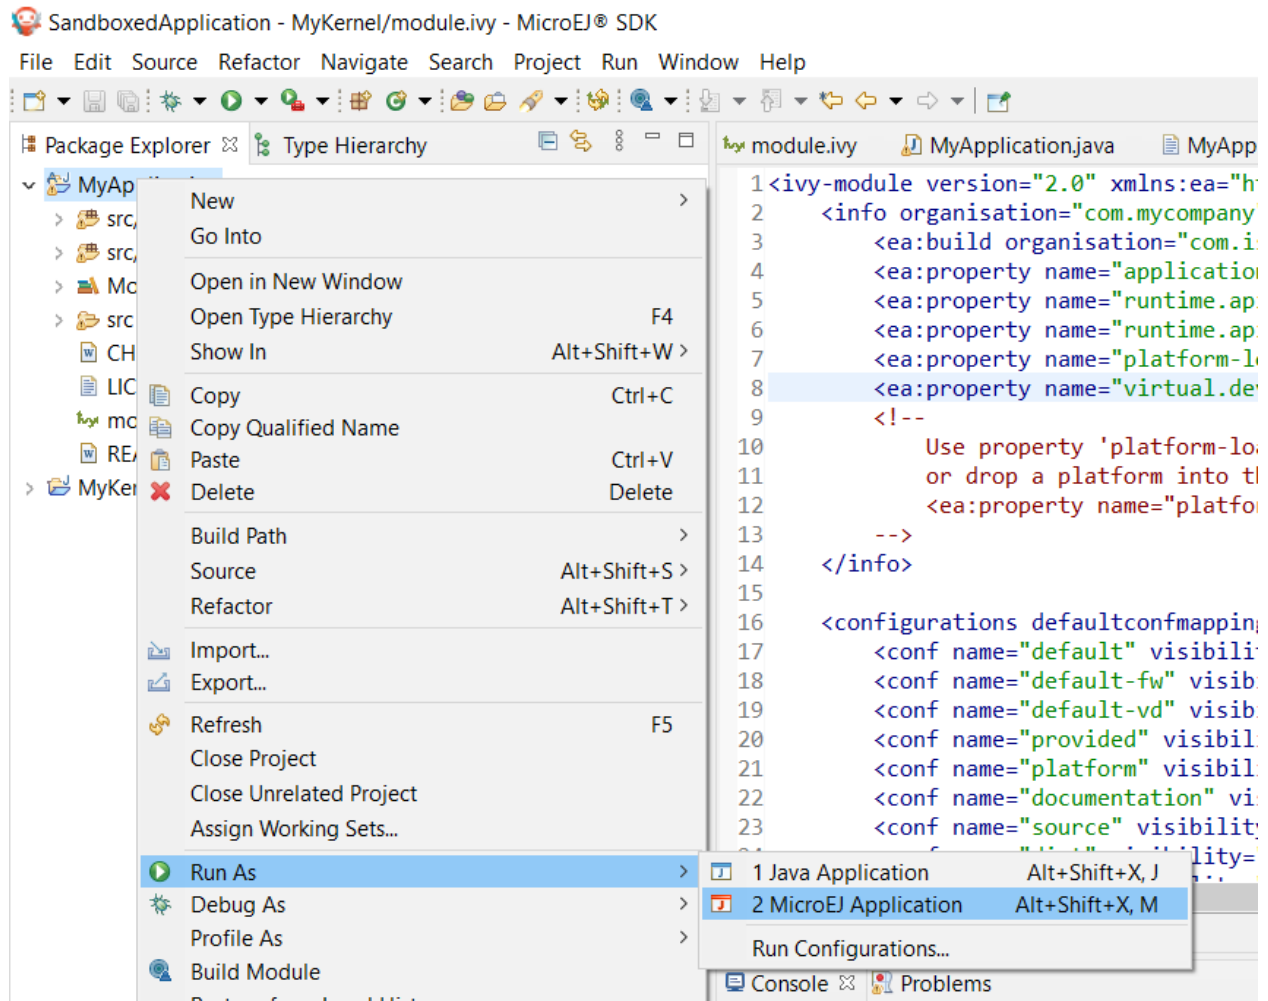 SandboxedApplication - MyKernel/module.ivy - MicroEJ® SDK
File Edit Source Refactor Navigate Search Project Run Window Help
Package Explorer Type Hierarchy
module.ivy MyApplication.java MyApp
MyAp
src/
src/
Mo
src
CH
LIC
mo
REA
MyKer
New
Go Into
Open in New Window
Open Type Hierarchy F4
Show In Alt+Shift+W >
Copy Ctrl+C
Copy Qualified Name
Paste Ctrl+V
Delete Delete
Build Path
Source Alt+Shift+S >
Refactor Alt+Shift+T >
Import...
Export...
Refresh F5
Close Project
Close Unrelated Project
Assign Working Sets...
Run As
Debug As
Profile As
Build Module
1 Java Application Alt+Shift+X, J
2 MicroEJ Application Alt+Shift+X, M
Run Configurations...
1 <ivy-module version="2.0" xmlns:ea="h
2 <info organisation="com.mycompany
3 <ea:build organisation="com.i
4 <ea:property name="application
5 <ea:property name="runtime.ap
6 <ea:property name="runtime.ap
7 <ea:property name="platform-l
8 <ea:property name="virtual.de
9 <!--
10 Use property 'platform-loa
11 or drop a platform into t
12 <ea:property name="platfo
13 -->
14 </info>
15
16 <configurations defaultconfmapping
17 <conf name="default" visibili
18 <conf name="default-fw" visib
19 <conf name="default-vd" visib
20 <conf name="provided" visibil
21 <conf name="platform" visibil
22 <conf name="documentation" vi
23 <conf name="source" visibilit
Console Problems